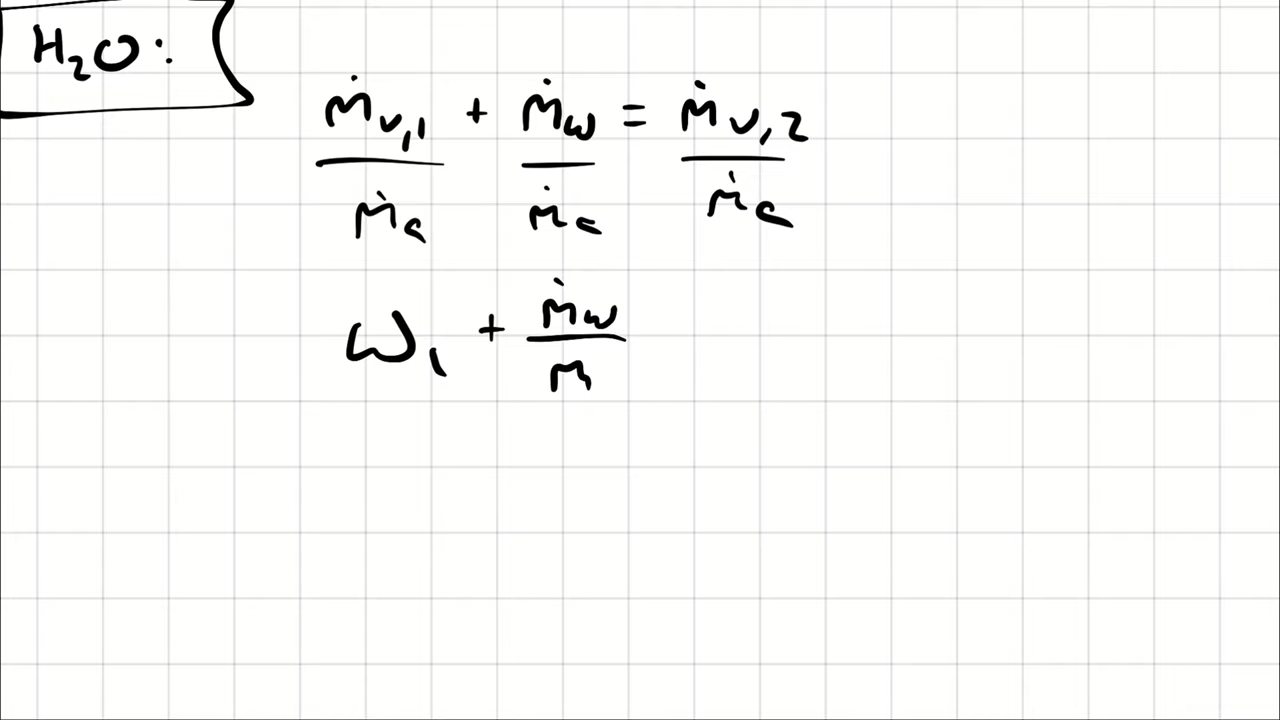 H₂O:
ṁv,1 + ṁw = ṁv,2
ṁa ṁa ṁa
ω₁ + ṁw
m